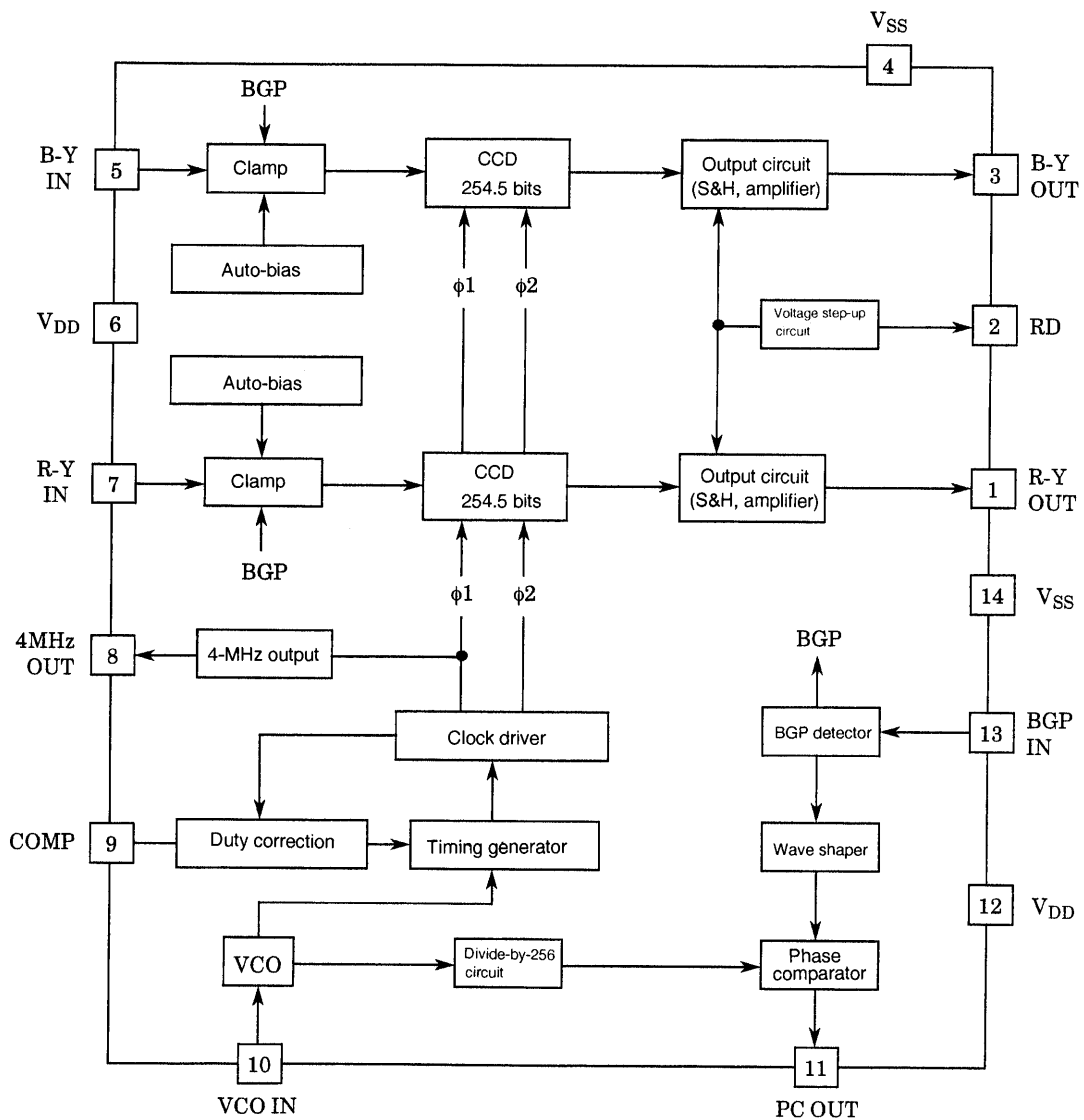 V_SS
4
BGP
B-Y
IN
5
Clamp
CCD
254.5 bits
Output circuit
(S&H, amplifier)
3
B-Y
OUT
Auto-bias
ϕ1
ϕ2
V_DD
6
Voltage step-up
circuit
2
RD
Auto-bias
R-Y
IN
7
Clamp
CCD
254.5 bits
Output circuit
(S&H, amplifier)
1
R-Y
OUT
BGP
ϕ1
ϕ2
14
V_SS
4MHz
OUT
8
4-MHz output
BGP
Clock driver
BGP detector
13
BGP
IN
COMP
9
Duty correction
Timing generator
Wave shaper
12
V_DD
VCO
Divide-by-256
circuit
Phase
comparator
10
11
VCO IN
PC OUT